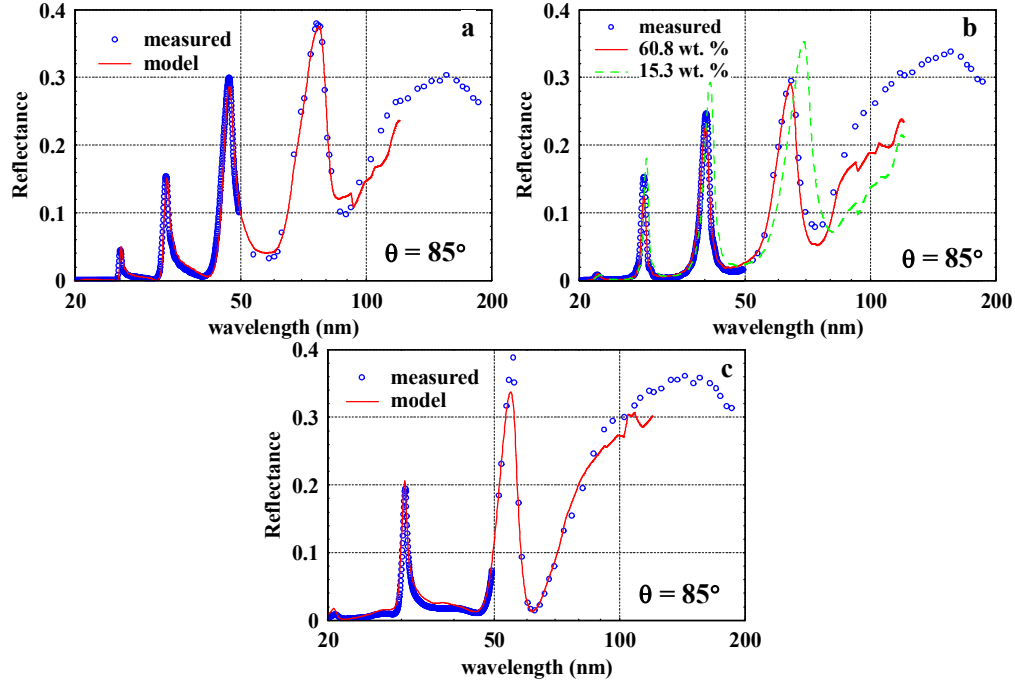 0.4
a
measured
model
0.3
0.2
0.1
0
Reflectance
θ = 85°
20
50
100
200
wavelength (nm)
0.4
b
measured
60.8 wt. %
15.3 wt. %
0.3
0.2
0.1
0
Reflectance
θ = 85°
20
50
100
200
wavelength (nm)
0.4
c
measured
model
0.3
0.2
0.1
0
Reflectance
θ = 85°
20
50
100
200
wavelength (nm)